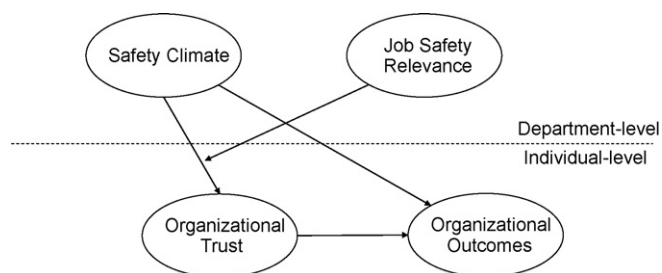 Safety Climate
Job Safety
Relevance
Department-level
Individual-level
Organizational
Trust
Organizational
Outcomes